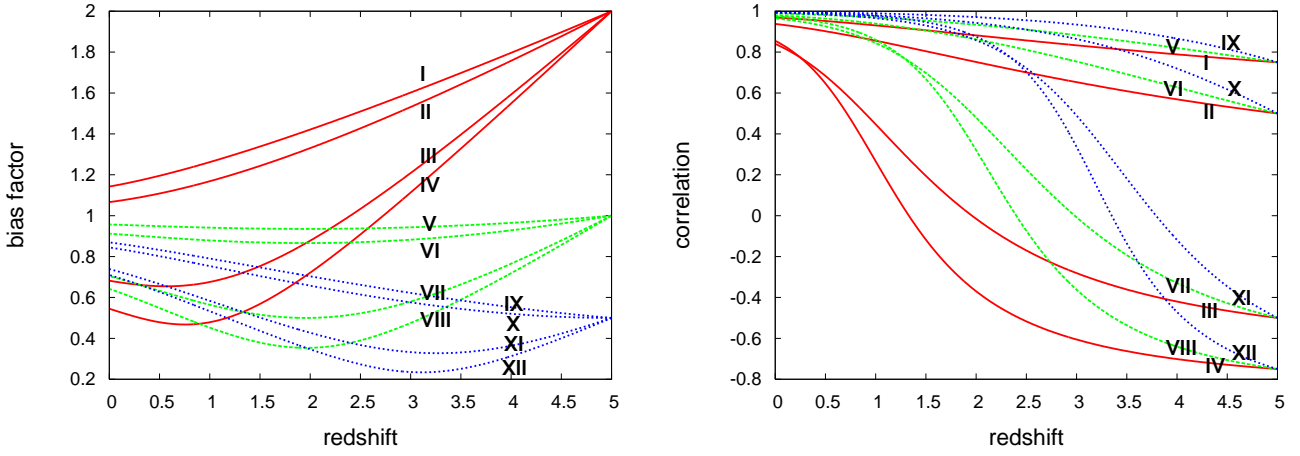 2
1.8
1.6
1.4
1.2
1
0.8
0.6
0.4
0.2
bias factor
I
II
III
IV
V
VI
VII
VIII
IX
X
XI
XII
0 0.5 1 1.5 2 2.5 3 3.5 4 4.5 5
redshift
1
0.8
0.6
0.4
0.2
0
-0.2
-0.4
-0.6
-0.8
correlation
IX
V
I
VI
X
II
VII
XI
III
VIII
XII
IV
0 0.5 1 1.5 2 2.5 3 3.5 4 4.5 5
redshift